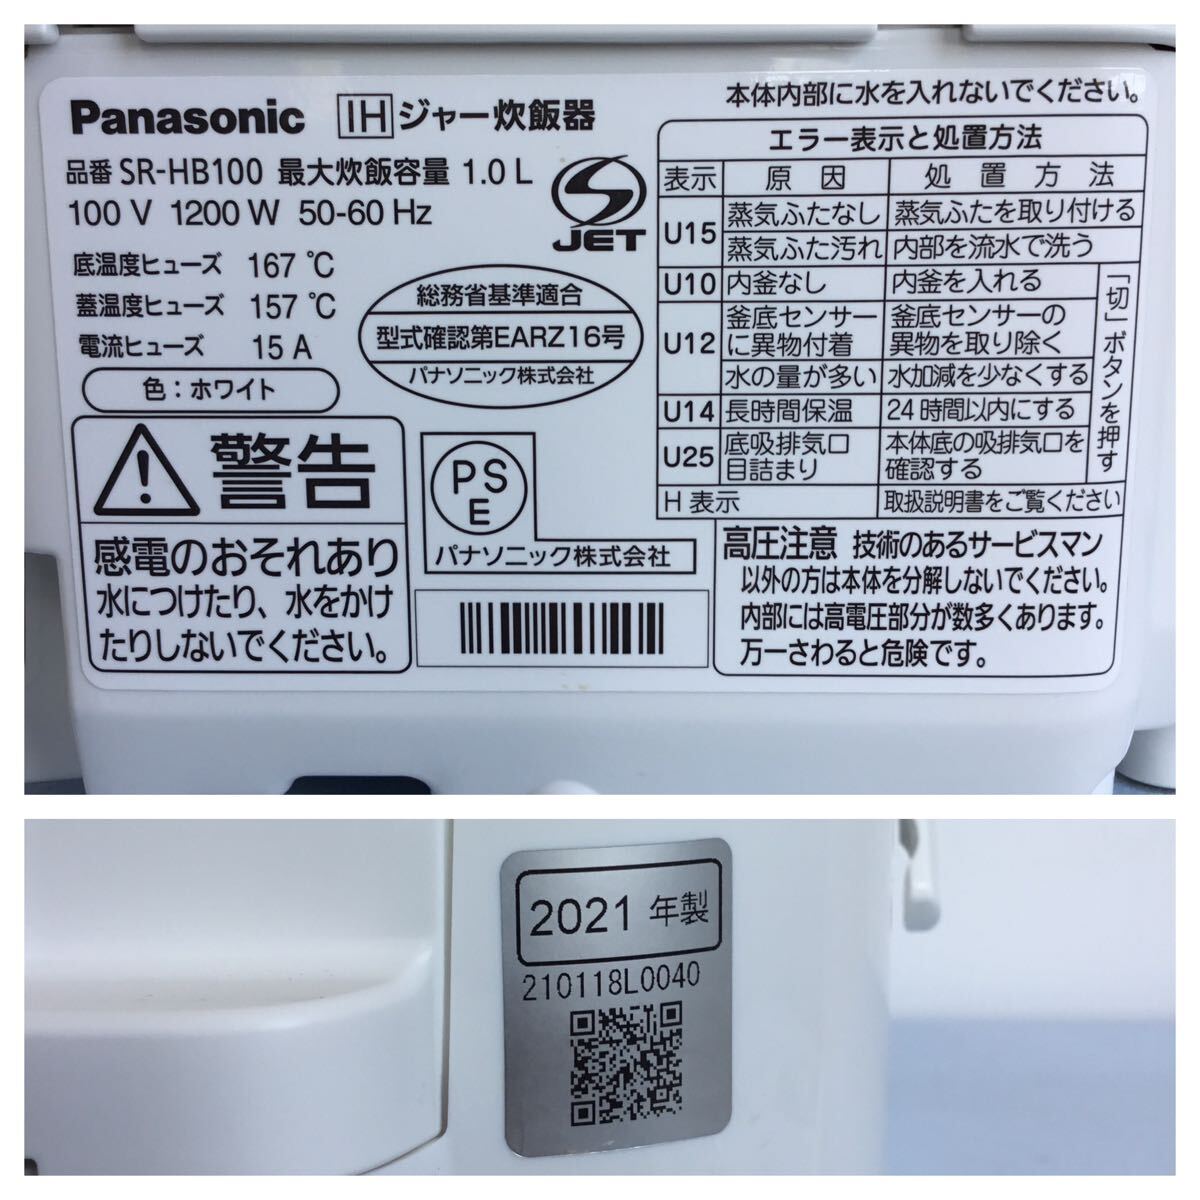 Panasonic IHジャー炊飯器
品番 SR-HB100 最大炊飯容量 1.0 L
100 V 1200 W 50-60 Hz
底温度ヒューズ 167 ℃
蓋温度ヒューズ 157 ℃
電流ヒューズ 15 A
色：ホワイト
S
JET
総務省基準適合
型式確認第EARZ16号
パナソニック株式会社
警告
感電のおそれあり
水につけたり、水をかけ
たりしないでください。
PS
E
パナソニック株式会社
本体内部に水を入れないでください。
エラー表示と処置方法
表示 原因 処置方法
U15 蒸気ふたなし 蒸気ふたを取り付ける
蒸気ふた汚れ 内部を流水で洗う
U10 内釜なし 内釜を入れる
U12 釜底センサー 釜底センサーの
に異物付着 異物を取り除く
水の量が多い 水加減を少なくする
U14 長時間保温 24時間以内にする
U25 底吸排気口 本体底の吸排気口を
目詰まり 確認する
「切」ボタンを押す
H 表示 取扱説明書をご覧ください
高圧注意 技術のあるサービスマン
以外の方は本体を分解しないでください。
内部には高電圧部分が数多くあります。
万一さわると危険です。
2021 年製
210118L0040